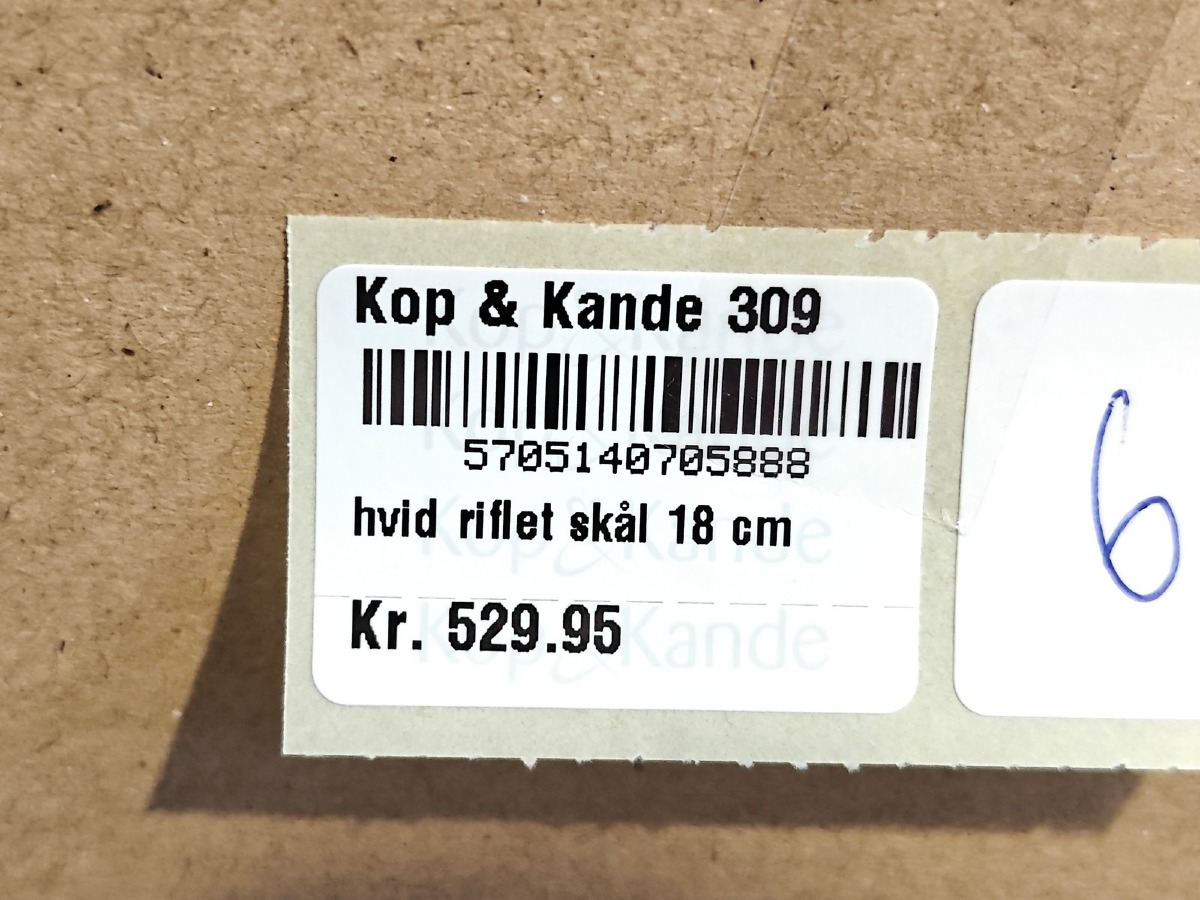 Kop & Kande 309
5705140705888
hvid riflet skål 18 cm
Kr. 529.95
6